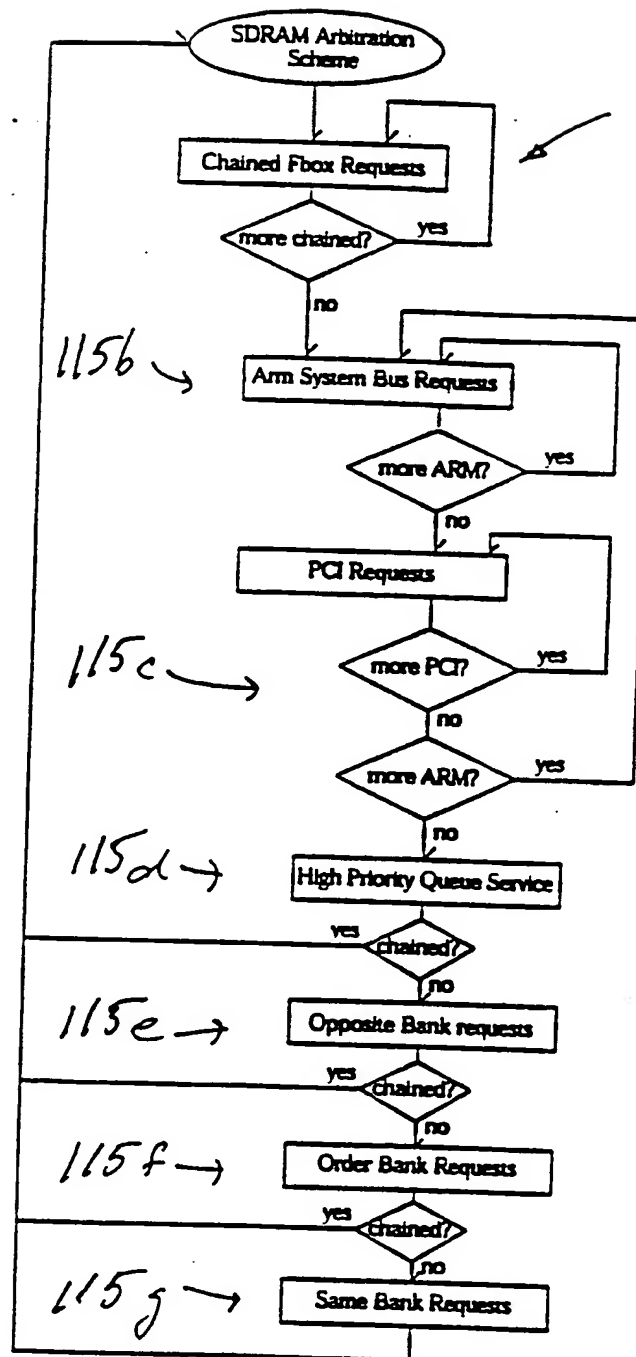 SDRAM Arbitration
Scheme
Chained Fbox Requests
more chained?
yes
no
115b
Arm System Bus Requests
more ARM?
yes
no
PCI Requests
115c
more PCI?
yes
no
more ARM?
yes
no
115d
High Priority Queue Service
yes
chained?
no
115e
Opposite Bank requests
yes
chained?
no
115f
Order Bank Requests
yes
chained?
no
115g
Same Bank Requests